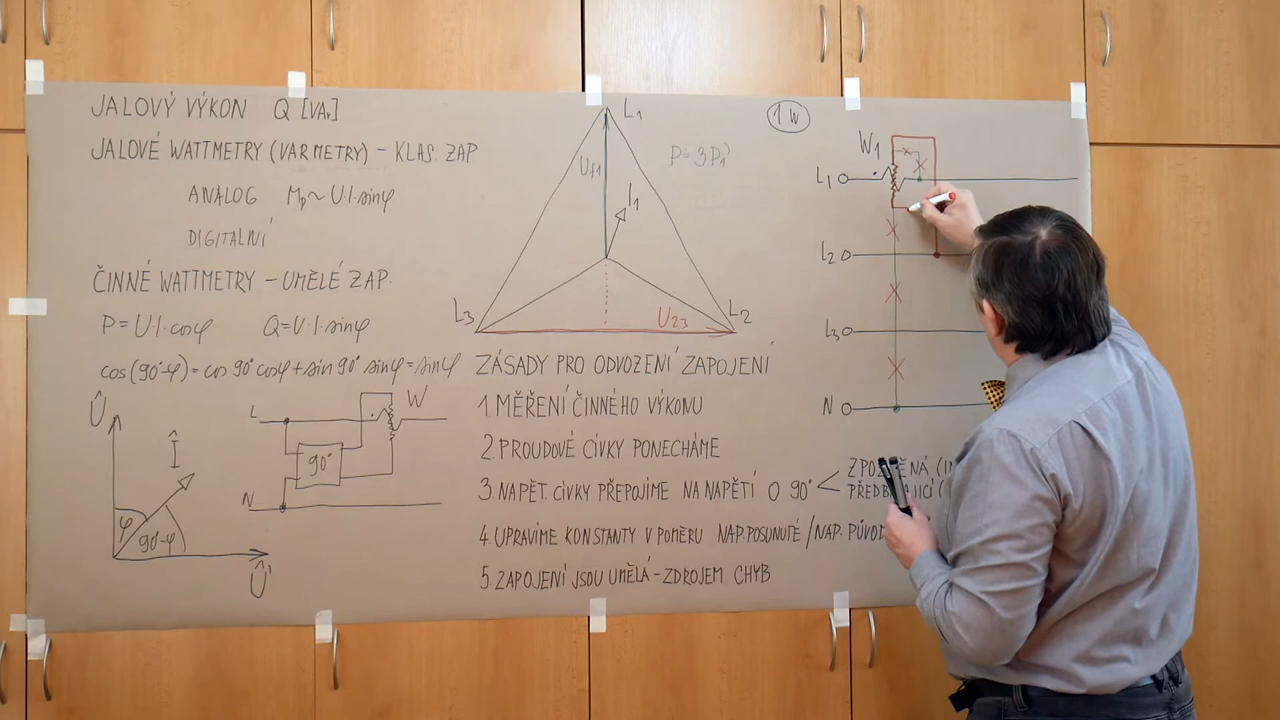 JALOVÝ VÝKON Q [VAr]
JALOVÉ WATTMETRY (VARMETRY) – KLAS. ZAP
ANALOG Mp ~ U·I·sinφ
DIGITALNÍ
ČINNÉ WATTMETRY – UMĚLÉ ZAP.
P=U·I·cosφ Q=U·I·sinφ
cos(90°-φ)=cos 90° cosφ+sin 90° sinφ=sinφ
Û
Î
φ
90-φ
Û'
L
W
90°
N
L1
Uf1
I1
L3
U23
L2
P=3·P1
ZÁSADY PRO ODVOZENÍ ZAPOJENÍ
1 MĚŘENÍ ČINNÉHO VÝKONU
2. PROUDOVÉ CÍVKY PONECHÁME
3. NAPĚT. CÍVKY PŘEPOJÍME NA NAPĚTÍ O 90°
4. UPRAVÍME KONSTANTY V POMĚRU NAP. POSUNUTÉ / NAP. PŮVOD
5. ZAPOJENÍ JSOU UMĚLÁ – ZDROJEM CHYB
1W
W1
L1
L2
L3
N